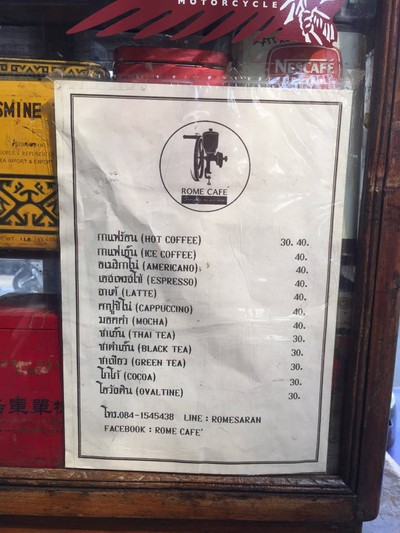 MOTORCYCLE
NESCAFÉ
SMINE
ROME CAFE
กาแฟร้อน (HOT COFFEE) 30. 40.
กาแฟเย็น (ICE COFFEE) 40.
อเมริกาโน่ (AMERICANO) 40.
เอสเพรสโซ่ (ESPRESSO) 40.
ลาเต้ (LATTE) 40.
คาปูชิโน่ (CAPPUCCINO) 40.
มอคค่า (MOCHA) 40.
ชาเย็น (THAI TEA) 30.
ชาดำเย็น (BLACK TEA) 30.
ชาเขียว (GREEN TEA) 30.
โกโก้ (COCOA) 30.
โอวัลติน (OVALTINE) 30.
โทร.084-1545438 LINE : ROMESARAN
FACEBOOK : ROME CAFE'